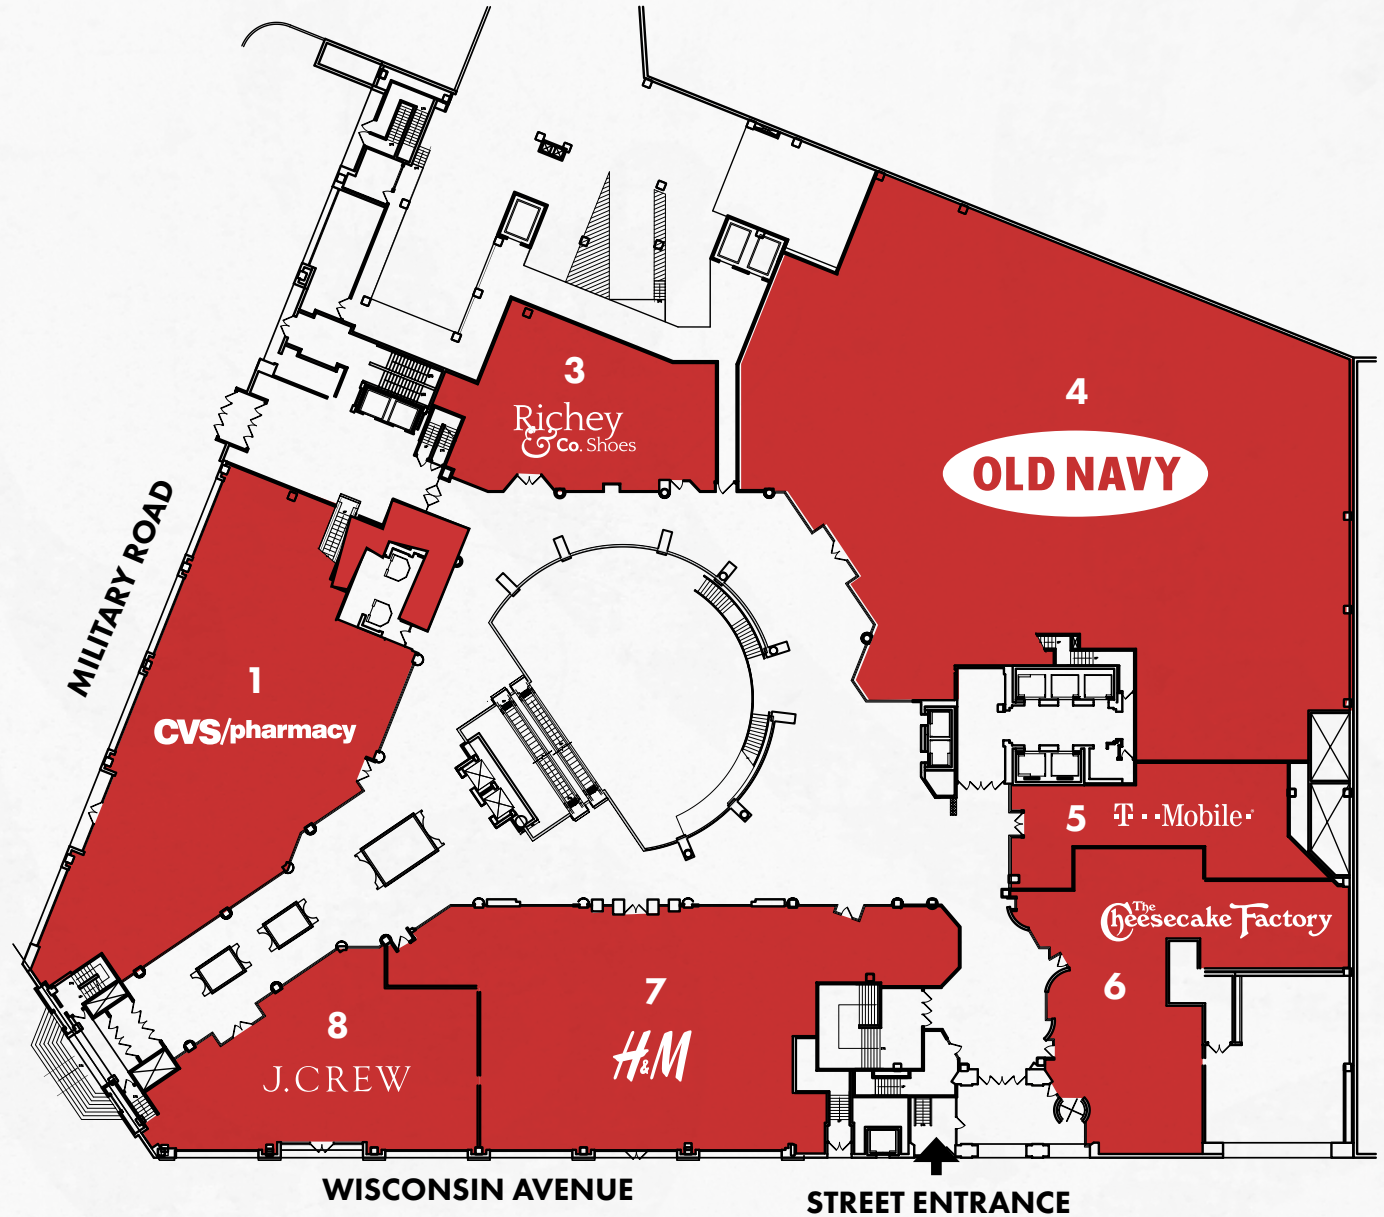 3
Richey
& Co. Shoes
4
OLD NAVY
MILITARY ROAD
1
CVS/pharmacy
5
T··Mobile·
The
Cheesecake Factory
6
7
H&M
8
J.CREW
WISCONSIN AVENUE
STREET ENTRANCE